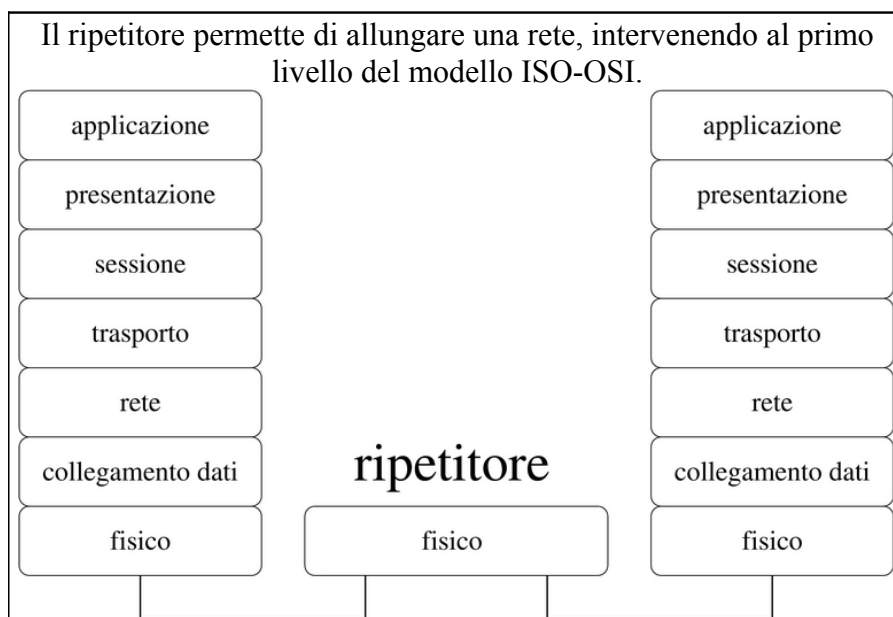 Il ripetitore permette di allungare una rete, intervenendo al primo
livello del modello ISO-OSI.
applicazione
presentazione
sessione
trasporto
rete
collegamento dati
fisico
ripetitore
fisico
applicazione
presentazione
sessione
trasporto
rete
collegamento dati
fisico